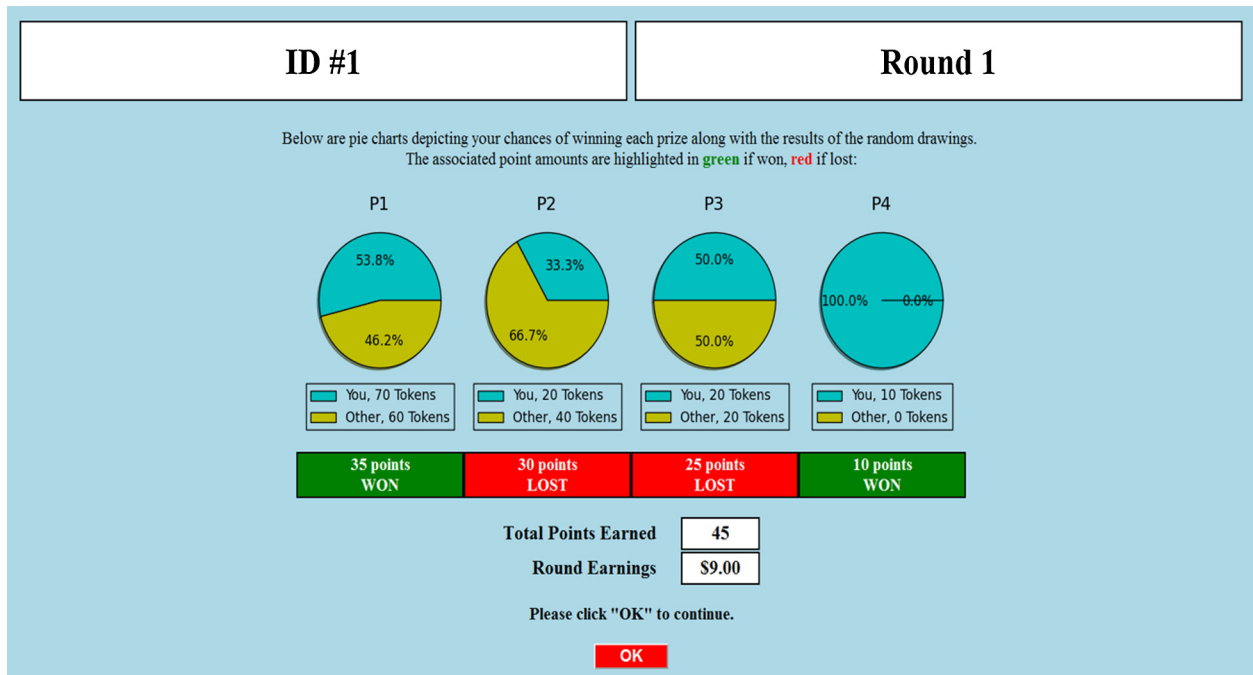 ID #1
Round 1
Below are pie charts depicting your chances of winning each prize along with the results of the random drawings.
The associated point amounts are highlighted in green if won, red if lost:
P1
P2
P3
P4
53.8%
46.2%
33.3%
66.7%
50.0%
50.0%
100.0%
0.0%
You, 70 Tokens
Other, 60 Tokens
You, 20 Tokens
Other, 40 Tokens
You, 20 Tokens
Other, 20 Tokens
You, 10 Tokens
Other, 0 Tokens
35 points
WON
30 points
LOST
25 points
LOST
10 points
WON
Total Points Earned
45
Round Earnings
$9.00
Please click "OK" to continue.
OK